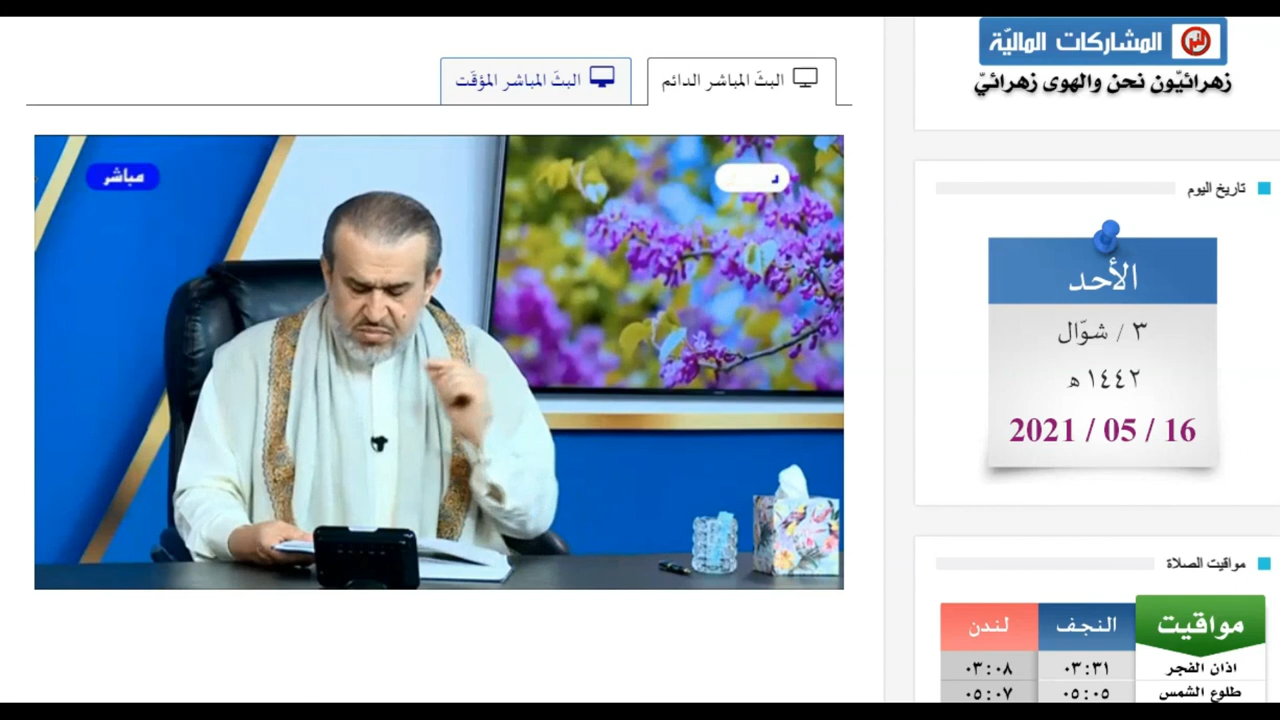 المشاركات الماليّة
زهرائيّون نحن والهوى زهرائيّ
البثّ المباشر الدائم
البثّ المباشر المؤقّت
مباشر
تاريخ اليوم
الأحد
٣ / شوّال
١٤٤٢ هـ
2021 / 05 / 16
مواقيت الصلاة
مواقيت النجف لندن
اذان الفجر ٠٣:٣١ ٠٣:٠٨
طلوع الشمس ٠٥:٠٥ ٠٥:٠٧